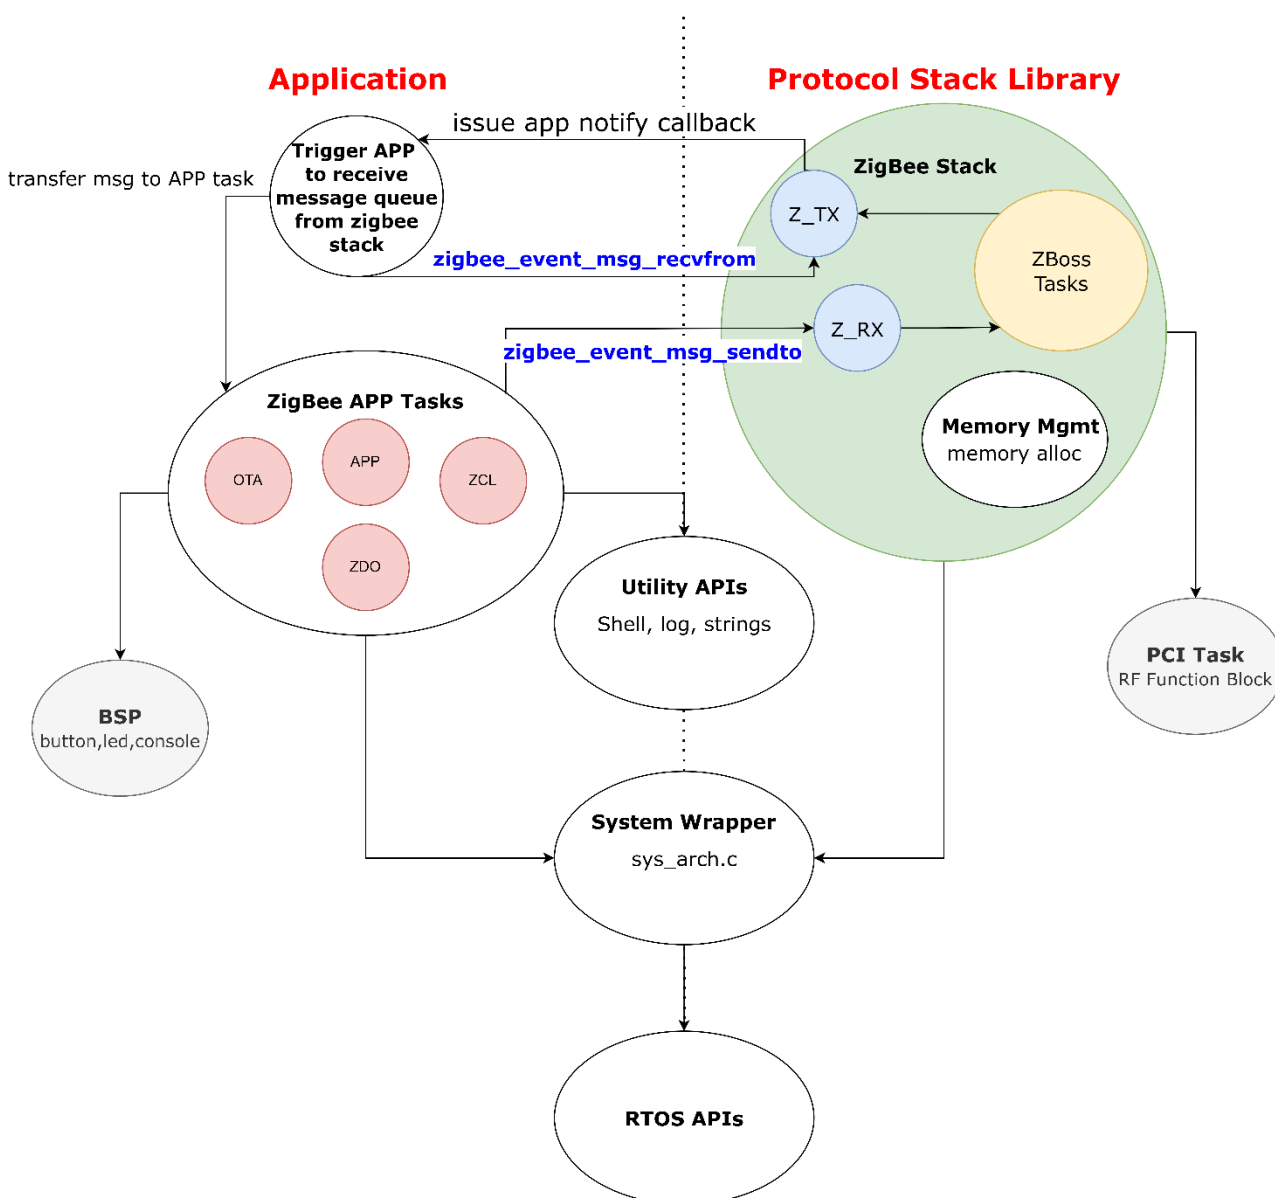 Application
Protocol Stack Library
issue app notify callback
Trigger APP
to receive
message queue
from zigbee
stack
transfer msg to APP task
ZigBee Stack
Z_TX
ZBoss
Tasks
zigbee_event_msg_recvfrom
Z_RX
zigbee_event_msg_sendto
ZigBee APP Tasks
OTA
APP
ZCL
ZDO
Memory Mgmt
memory alloc
Utility APIs
Shell, log, strings
PCI Task
RF Function Block
BSP
button,led,console
System Wrapper
sys_arch.c
RTOS APIs